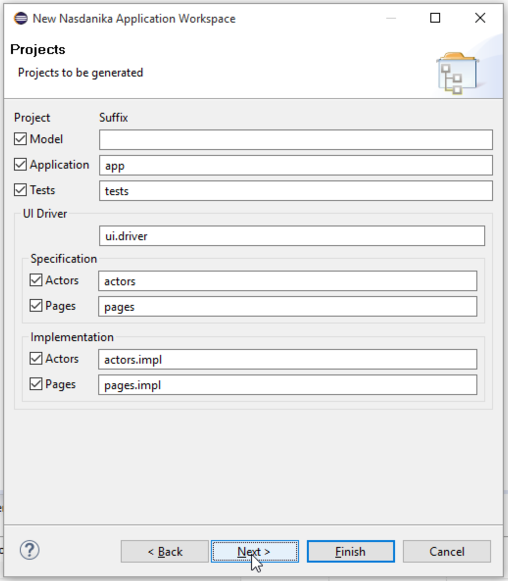 New Nasdanika Application Workspace
Projects
Projects to be generated
Project Suffix
Model
Application app
Tests tests
UI Driver
ui.driver
Specification
Actors actors
Pages pages
Implementation
Actors actors.impl
Pages pages.impl
? < Back Next > Finish Cancel